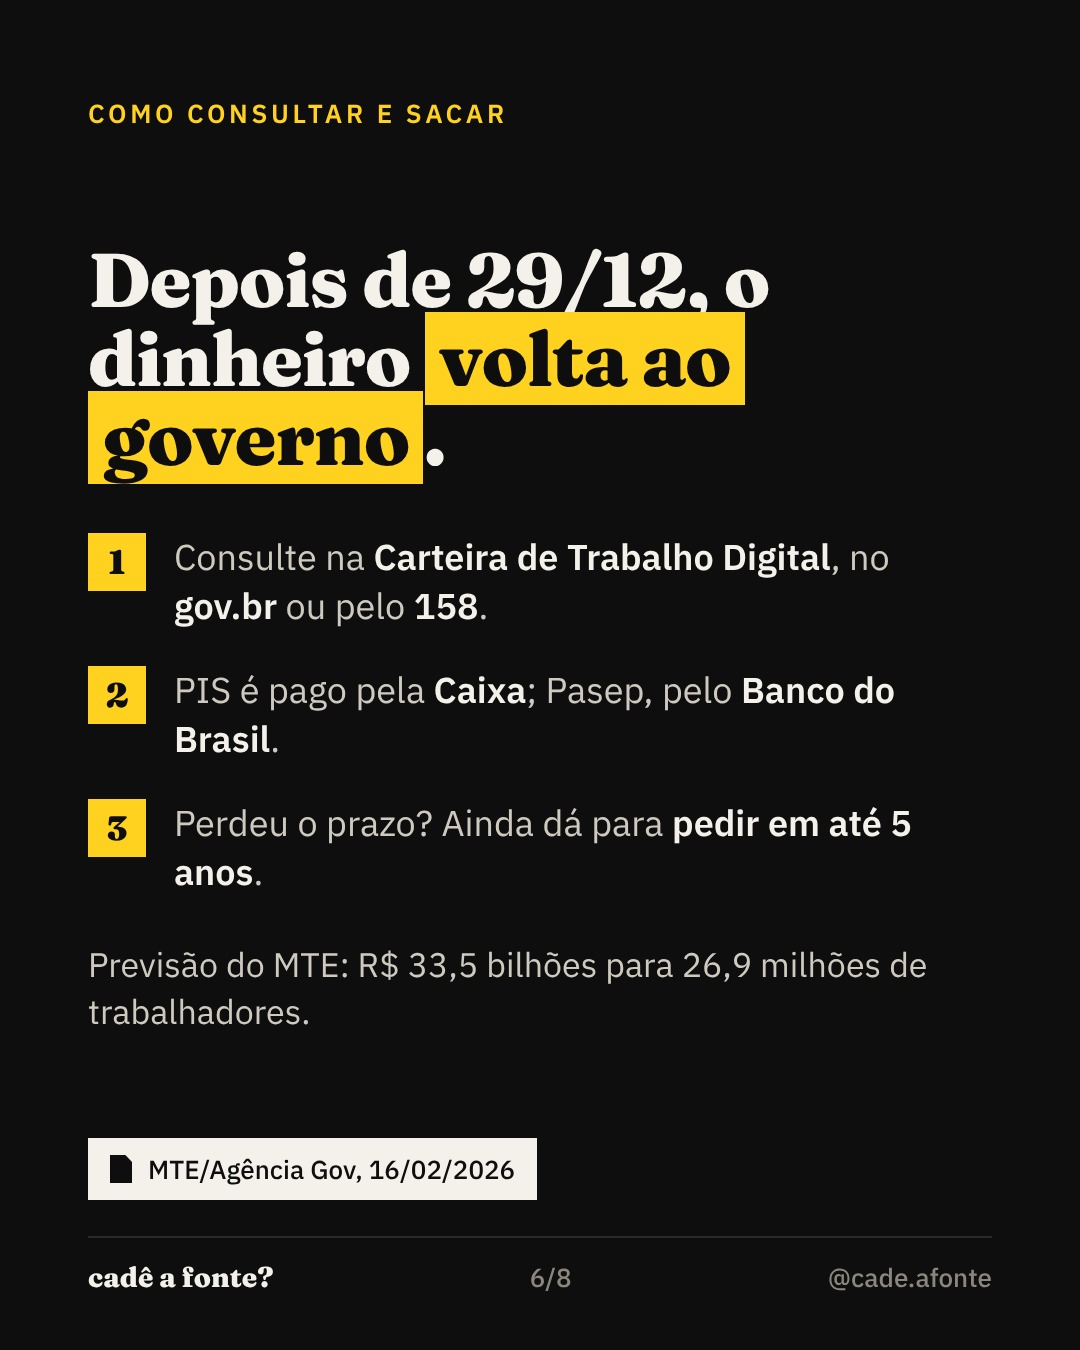 COMO CONSULTAR E SACAR
Depois de 29/12, o
dinheiro volta ao
governo.
1 Consulte na Carteira de Trabalho Digital, no
gov.br ou pelo 158.
2 PIS é pago pela Caixa; Pasep, pelo Banco do
Brasil.
3 Perdeu o prazo? Ainda dá para pedir em até 5
anos.
Previsão do MTE: R$ 33,5 bilhões para 26,9 milhões de
trabalhadores.
MTE/Agência Gov, 16/02/2026
cadê a fonte? 6/8 @cade.afonte